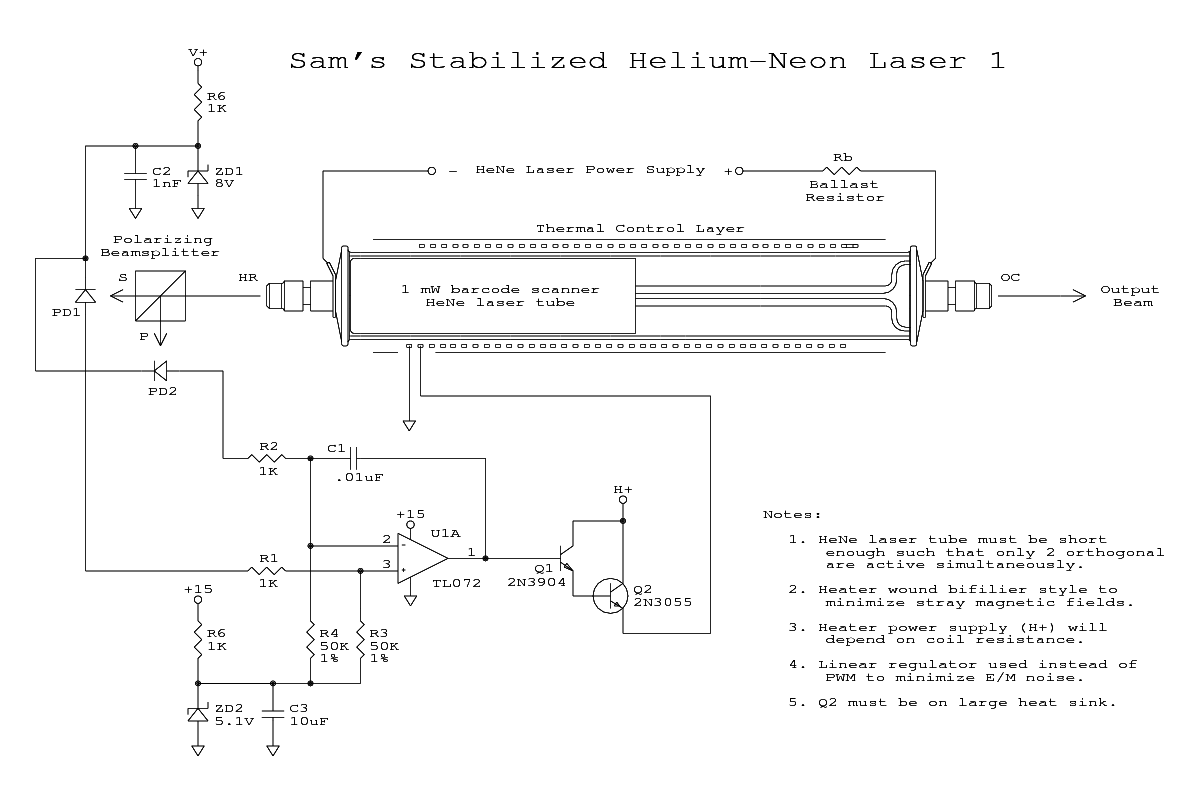 Sam's Stabilized Helium-Neon Laser 1
V+
R6
1K
C2
1nF
ZD1
8V
- HeNe Laser Power Supply +
Rb
Ballast
Resistor
Thermal Control Layer
Polarizing
Beamsplitter
S
P
PD1
PD2
HR
1 mW barcode scanner
HeNe laser tube
OC
Output
Beam
R2
1K
C1
.01uF
+15
U1A
2
-
3
+
1
TL072
R1
1K
H+
Q1
2N3904
Q2
2N3055
+15
R6
1K
R4
50K
1%
R3
50K
1%
ZD2
5.1V
C3
10uF
Notes:
1. HeNe laser tube must be short
enough such that only 2 orthogonal
are active simultaneously.
2. Heater wound bifilier style to
minimize stray magnetic fields.
3. Heater power supply (H+) will
depend on coil resistance.
4. Linear regulator used instead of
PWM to minimize E/M noise.
5. Q2 must be on large heat sink.